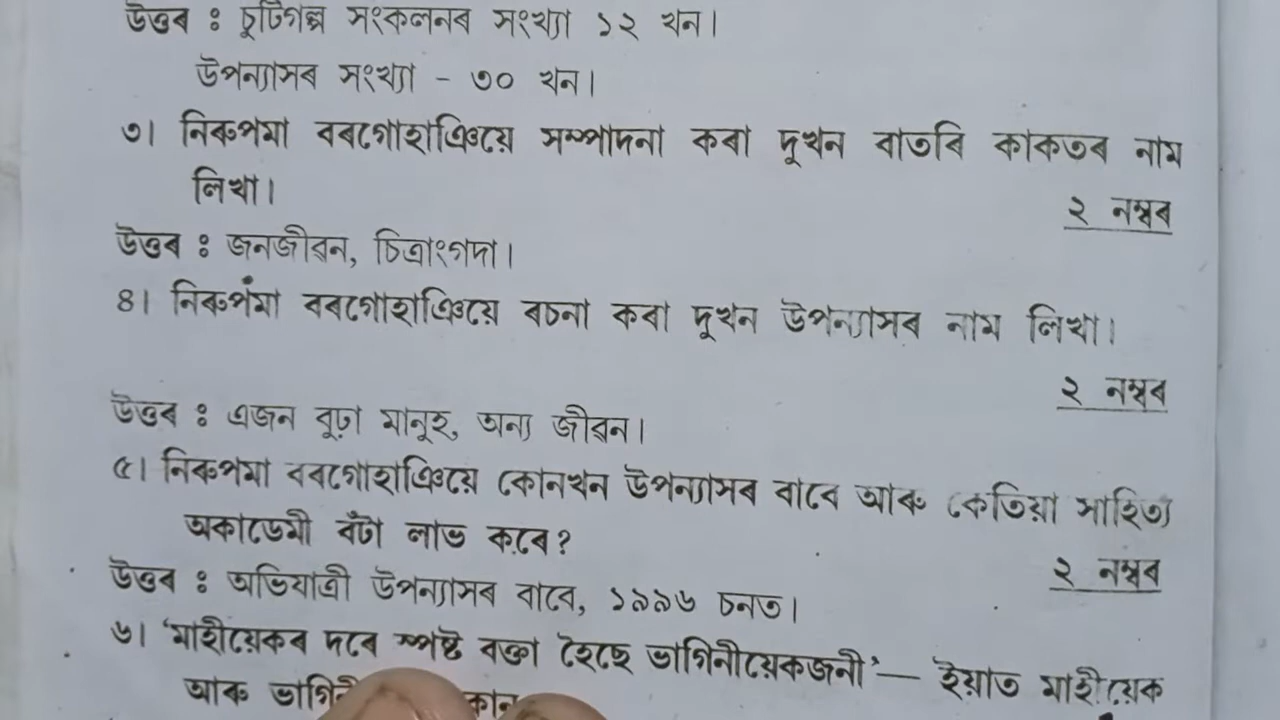 উত্তৰ ঃ চুটিগল্প সংকলনৰ সংখ্যা ১২ খন।
উপন্যাসৰ সংখ্যা - ৩০ খন।
৩। নিৰুপমা বৰগোহাঞিয়ে সম্পাদনা কৰা দুখন বাতৰি কাকতৰ নাম
লিখা।
২ নম্বৰ
উত্তৰ ঃ জনজীৱন, চিত্ৰাংগদা।
৪। নিৰুপমা বৰগোহাঞিয়ে ৰচনা কৰা দুখন উপন্যাসৰ নাম লিখা।
২ নম্বৰ
উত্তৰ ঃ এজন বুঢ়া মানুহ, অন্য জীৱন।
৫। নিৰুপমা বৰগোহাঞিয়ে কোনখন উপন্যাসৰ বাবে আৰু কেতিয়া সাহিত্য
অকাডেমী বঁটা লাভ কৰে?
২ নম্বৰ
উত্তৰ ঃ অভিযাত্ৰী উপন্যাসৰ বাবে, ১৯৯৬ চনত।
৬। 'মাহীয়েকৰ দৰে স্পষ্ট বক্তা হৈছে ভাগিনীয়েকজনী'— ইয়াত মাহীয়েক
আৰু